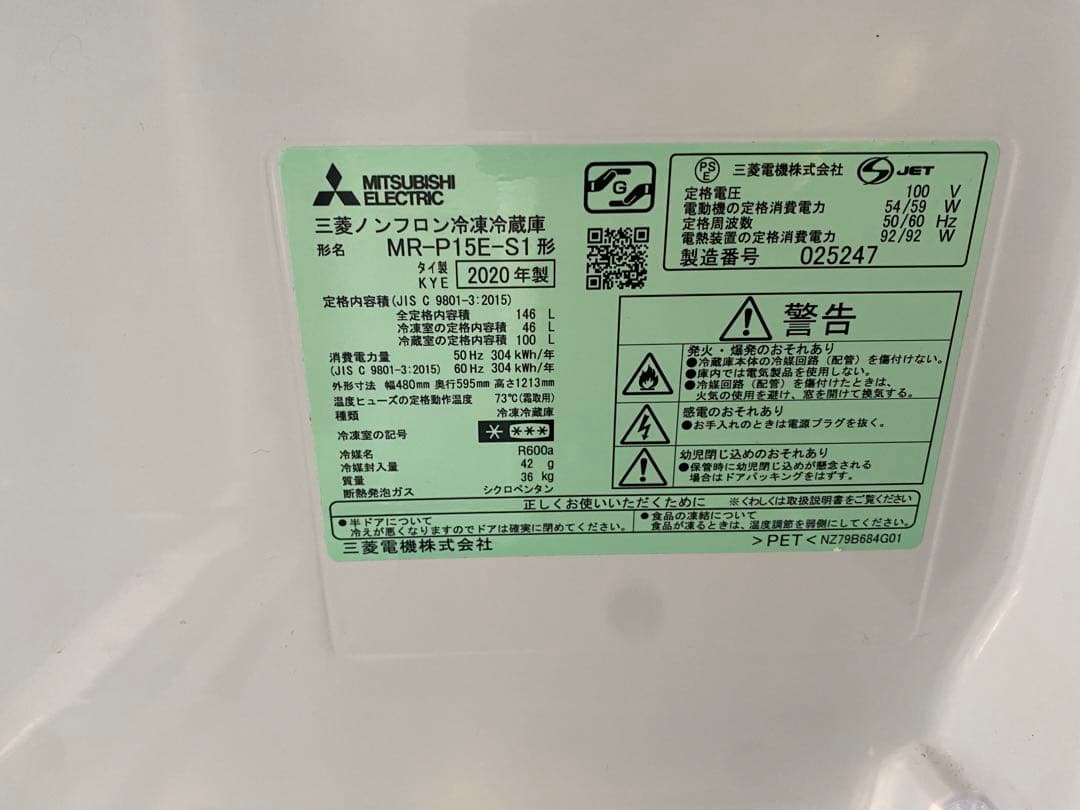 MITSUBISHI
ELECTRIC
三菱ノンフロン冷凍冷蔵庫
形名 MR-P15E-S1形
タイ製
KYE 2020年製
定格内容積(JIS C 9801-3:2015)
全定格内容積 146 L
冷凍室の定格内容積 46 L
冷蔵室の定格内容積 100 L
消費電力量 50Hz 304kWh/年
(JIS C 9801-3:2015) 60Hz 304kWh/年
外形寸法 幅480mm 奥行595mm 高さ1213mm
温度ヒューズの定格動作温度 73℃(霜取用)
種類 冷凍冷蔵庫
冷凍室の記号 * ***
冷媒名 R600a
冷媒封入量 42 g
質量 36 kg
断熱発泡ガス シクロペンタン
G
PS
E 三菱電機株式会社 S JET
定格電圧 100 V
電動機の定格消費電力 54/59 W
定格周波数 50/60 Hz
電熱装置の定格消費電力 92/92 W
製造番号 025247
警告
発火・爆発のおそれあり
●冷蔵庫本体の冷媒回路(配管)を傷付けない。
●庫内では電気製品を使用しない。
●冷媒回路(配管)を傷付けたときは、
火気の使用を避け、窓を開けて換気する。
感電のおそれあり
●お手入れのときは電源プラグを抜く。
幼児閉じ込めのおそれあり
●保管時に幼児閉じ込めが懸念される
場合はドアパッキングをはずす。
正しくお使いいただくために ※くわしくは取扱説明書をご覧ください
●半ドアについて
冷えが悪くなりますのでドアは確実に閉めてください。
●食品の凍結について
食品が凍るときは、温度調節を弱側にしてください。
三菱電機株式会社 >PET< NZ79B684G01